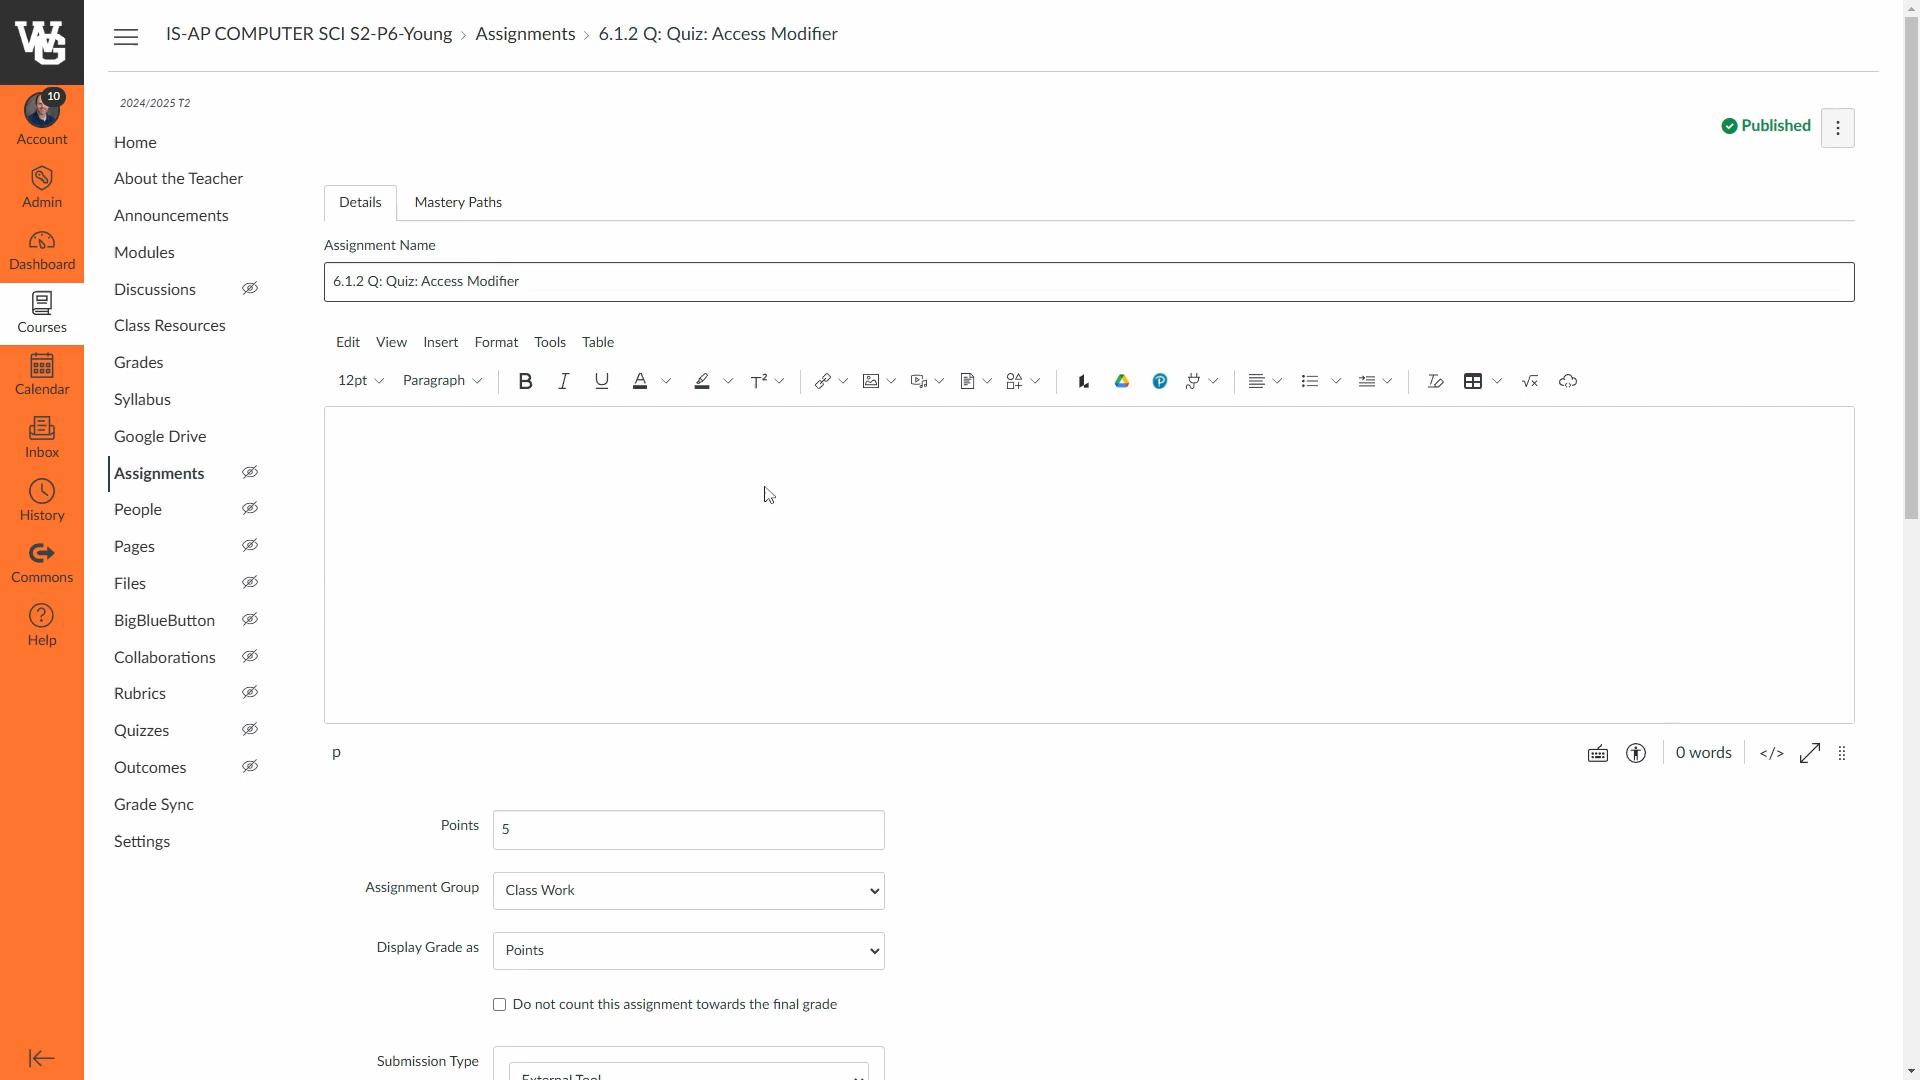 WG
IS-AP COMPUTER SCI S2-P6-Young › Assignments › 6.1.2 Q: Quiz: Access Modifier
10
Account
Admin
Dashboard
Courses
Calendar
Inbox
History
Commons
Help
2024/2025 T2
Home
About the Teacher
Announcements
Modules
Discussions
Class Resources
Grades
Syllabus
Google Drive
Assignments
People
Pages
Files
BigBlueButton
Collaborations
Rubrics
Quizzes
Outcomes
Grade Sync
Settings
Published
Details Mastery Paths
Assignment Name
6.1.2 Q: Quiz: Access Modifier
Edit View Insert Format Tools Table
12pt Paragraph B I U A T²
p 0 words </>
Points 5
Assignment Group Class Work
Display Grade as Points
Do not count this assignment towards the final grade
Submission Type
External Tool